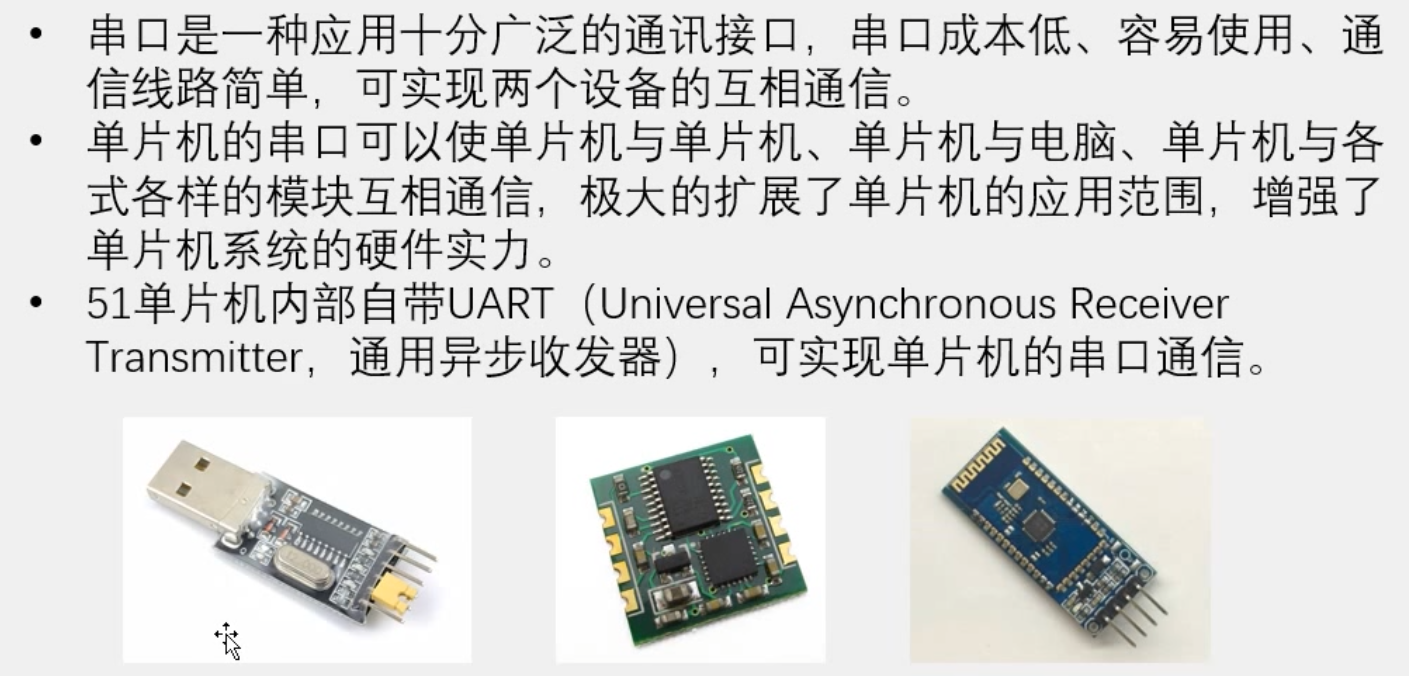 • 串口是一种应用十分广泛的通讯接口，串口成本低、容易使用、通
信线路简单，可实现两个设备的互相通信。
• 单片机的串口可以使单片机与单片机、单片机与电脑、单片机与各
式各样的模块互相通信，极大的扩展了单片机的应用范围，增强了
单片机系统的硬件实力。
• 51单片机内部自带UART（Universal Asynchronous Receiver
Transmitter，通用异步收发器），可实现单片机的串口通信。